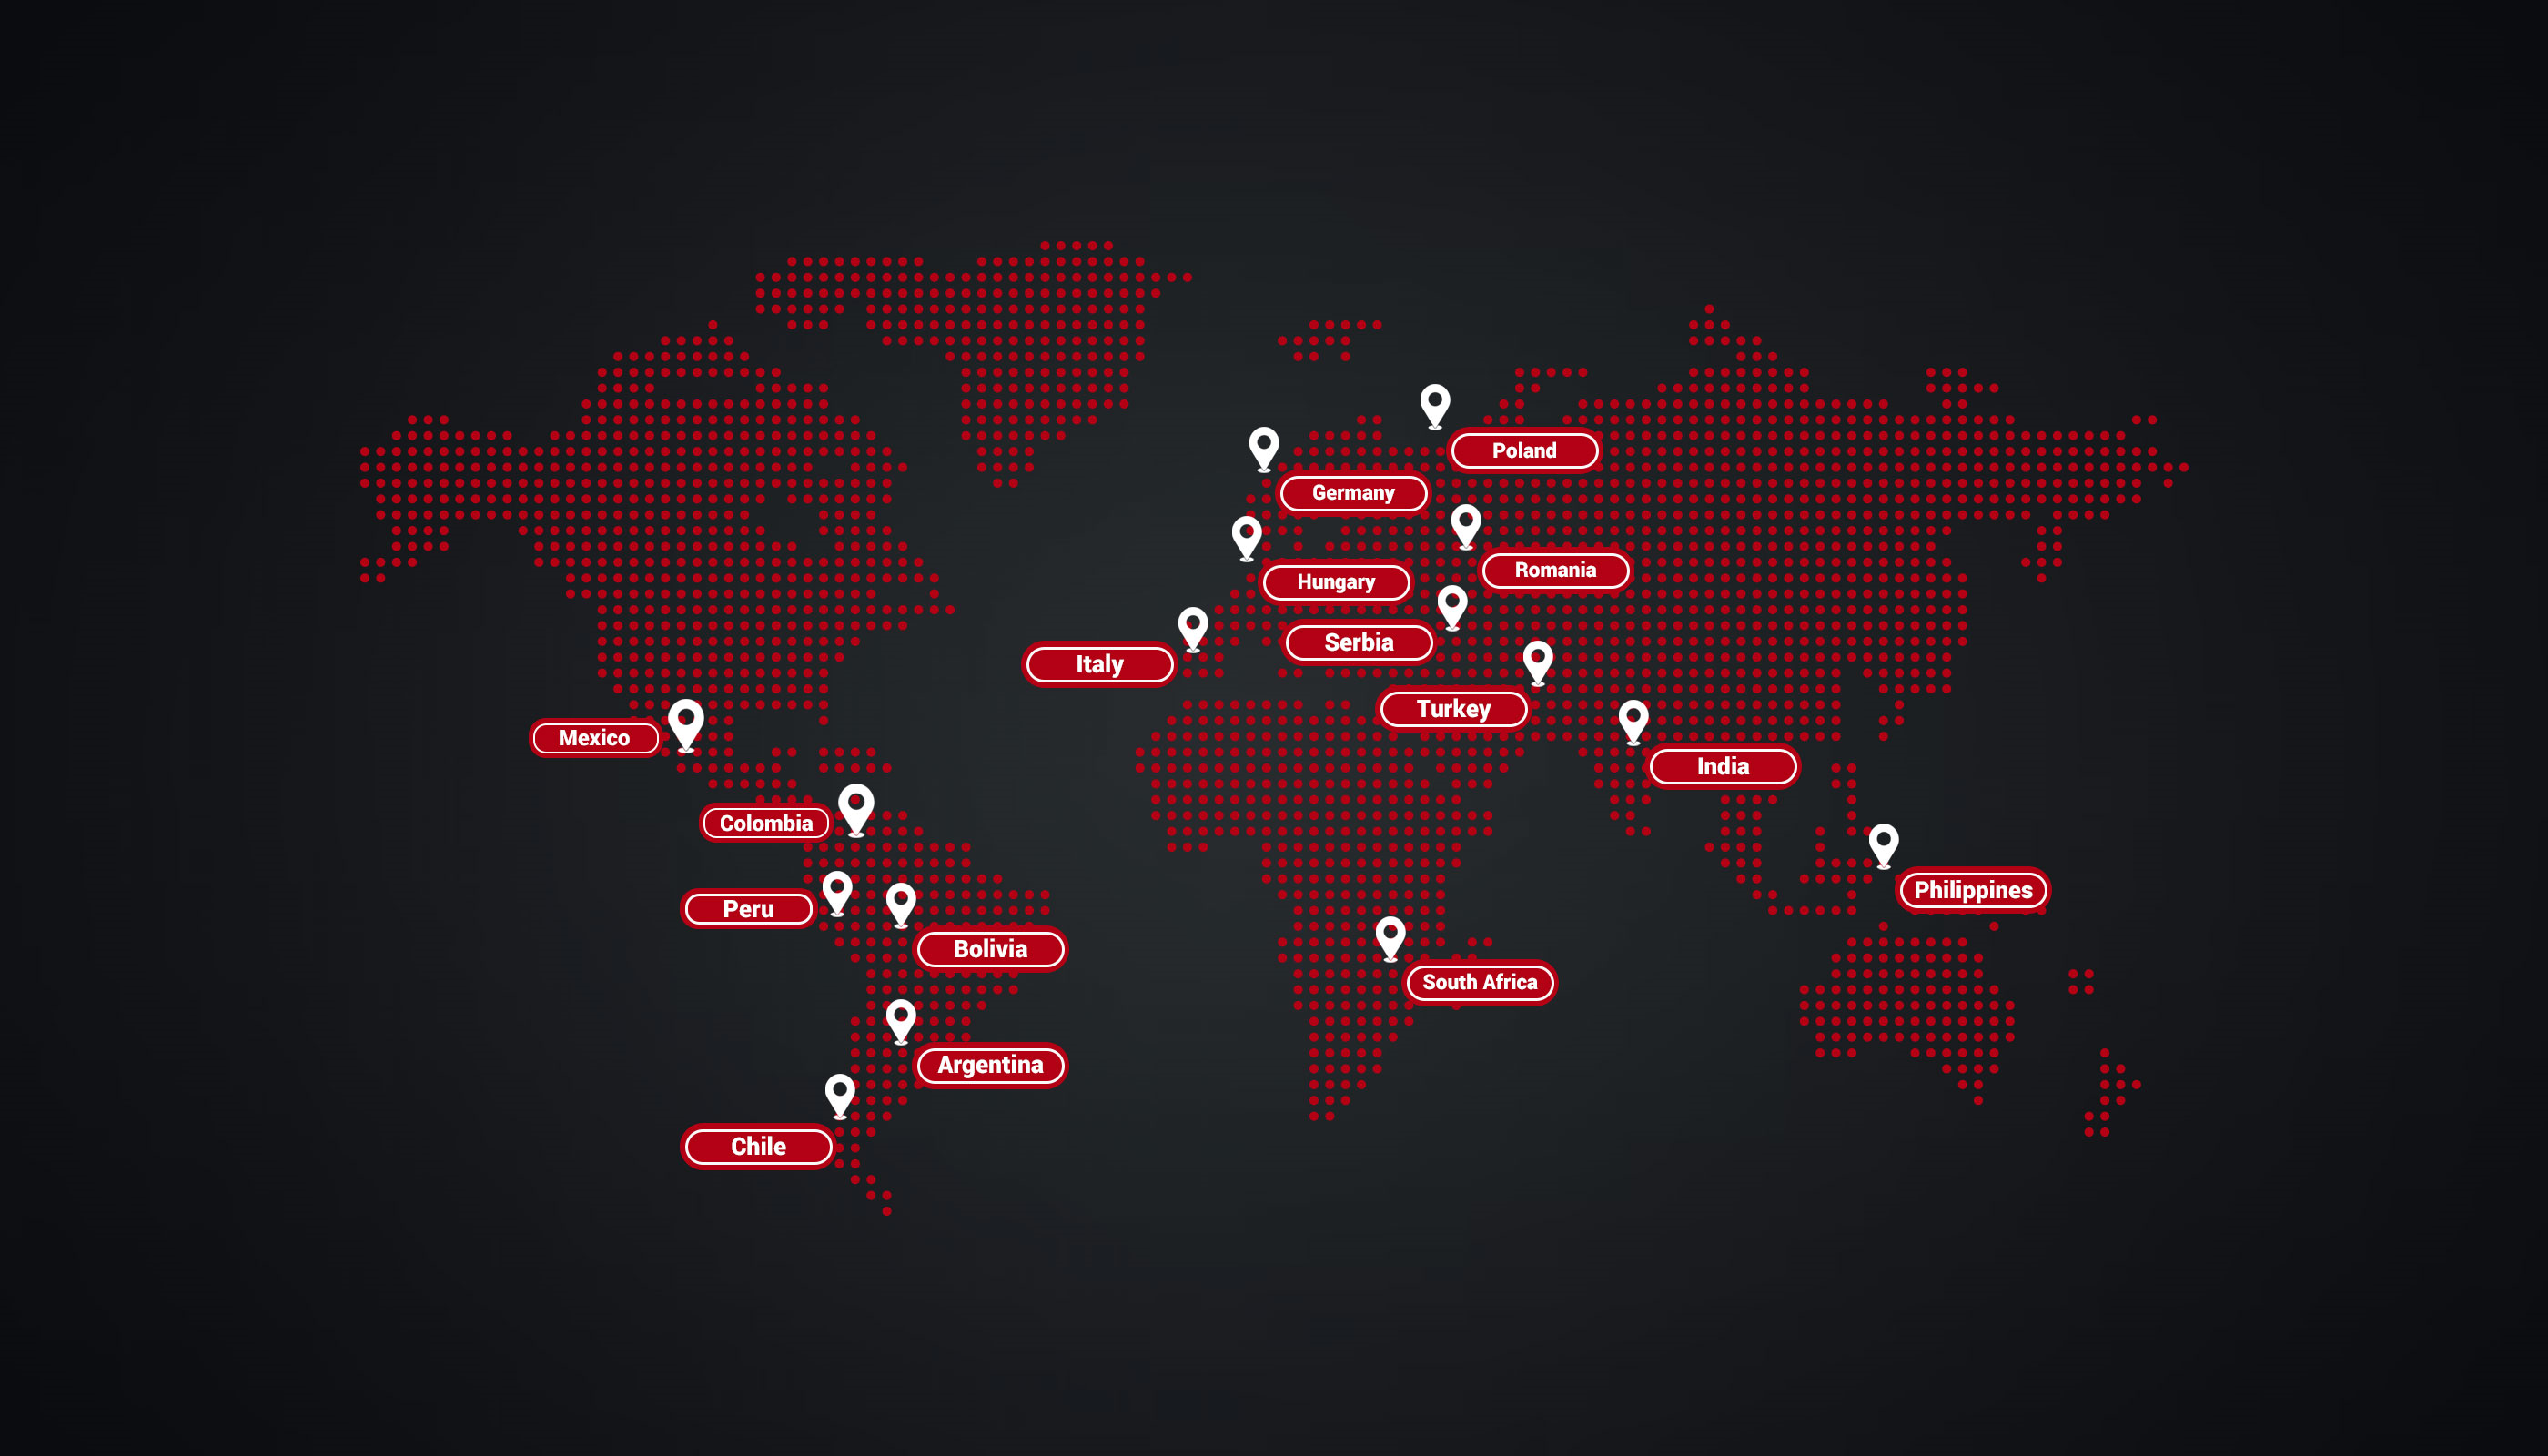 Poland
Germany
Romania
Hungary
Serbia
Italy
Turkey
Mexico
India
Colombia
Philippines
Peru
Bolivia
South Africa
Argentina
Chile